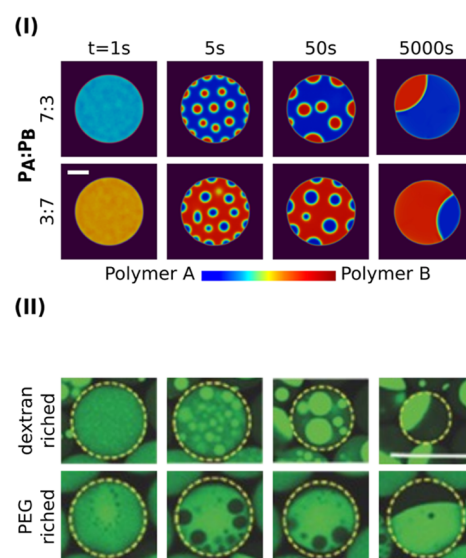 (I)
t=1s 5s 50s 5000s
PA:PB
7:3
3:7
Polymer A Polymer B
(II)
dextran
riched
PEG
riched